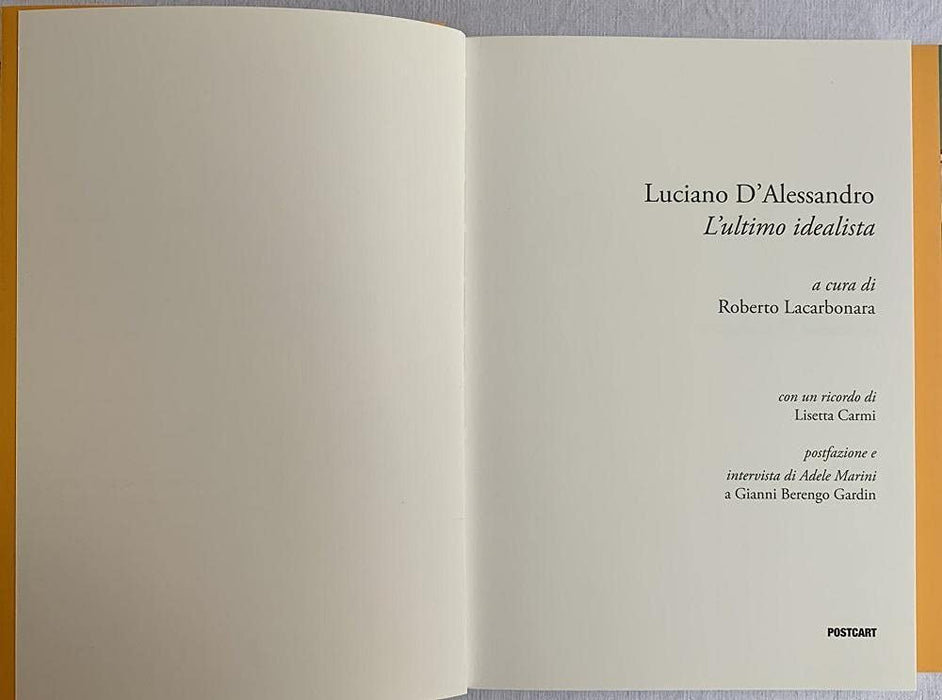 Luciano D’Alessandro
L’ultimo idealista
a cura di
Roberto Lacarbonara
con un ricordo di
Lisetta Carmi
postfazione e
intervista di Adele Marini
a Gianni Berengo Gardin
POSTCART